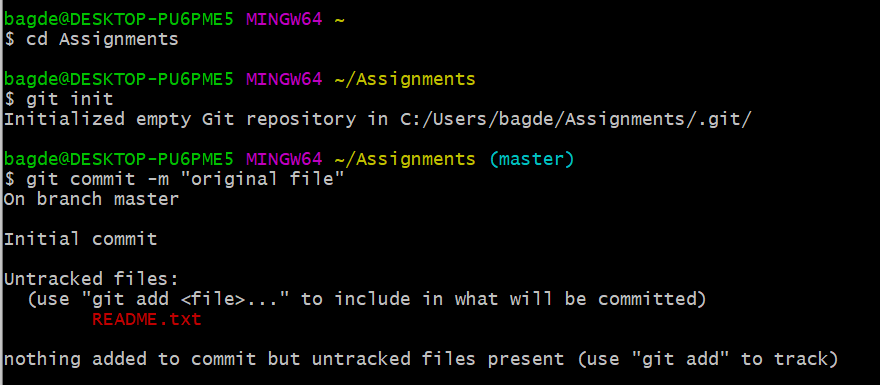 bagde@DESKTOP-PU6PME5 MINGW64 ~
$ cd Assignments
bagde@DESKTOP-PU6PME5 MINGW64 ~/Assignments
$ git init
Initialized empty Git repository in C:/Users/bagde/Assignments/.git/
bagde@DESKTOP-PU6PME5 MINGW64 ~/Assignments (master)
$ git commit -m "original file"
On branch master
Initial commit
Untracked files:
(use "git add <file>..." to include in what will be committed)
README.txt
nothing added to commit but untracked files present (use "git add" to track)